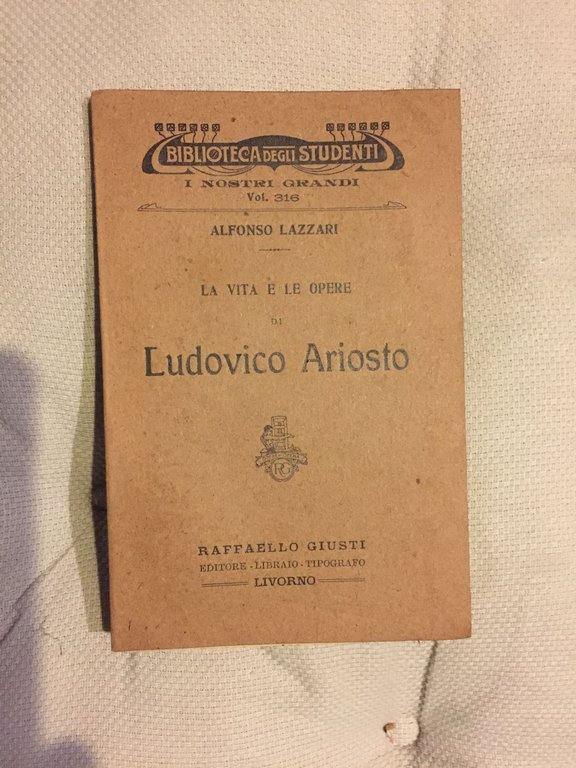 BIBLIOTECA DEGLI STUDENTI
I NOSTRI GRANDI
Vol. 316
ALFONSO LAZZARI
LA VITA E LE OPERE
DI
Ludovico Ariosto
RG
RAFFAELLO GIUSTI
EDITORE - LIBRAIO - TIPOGRAFO
LIVORNO